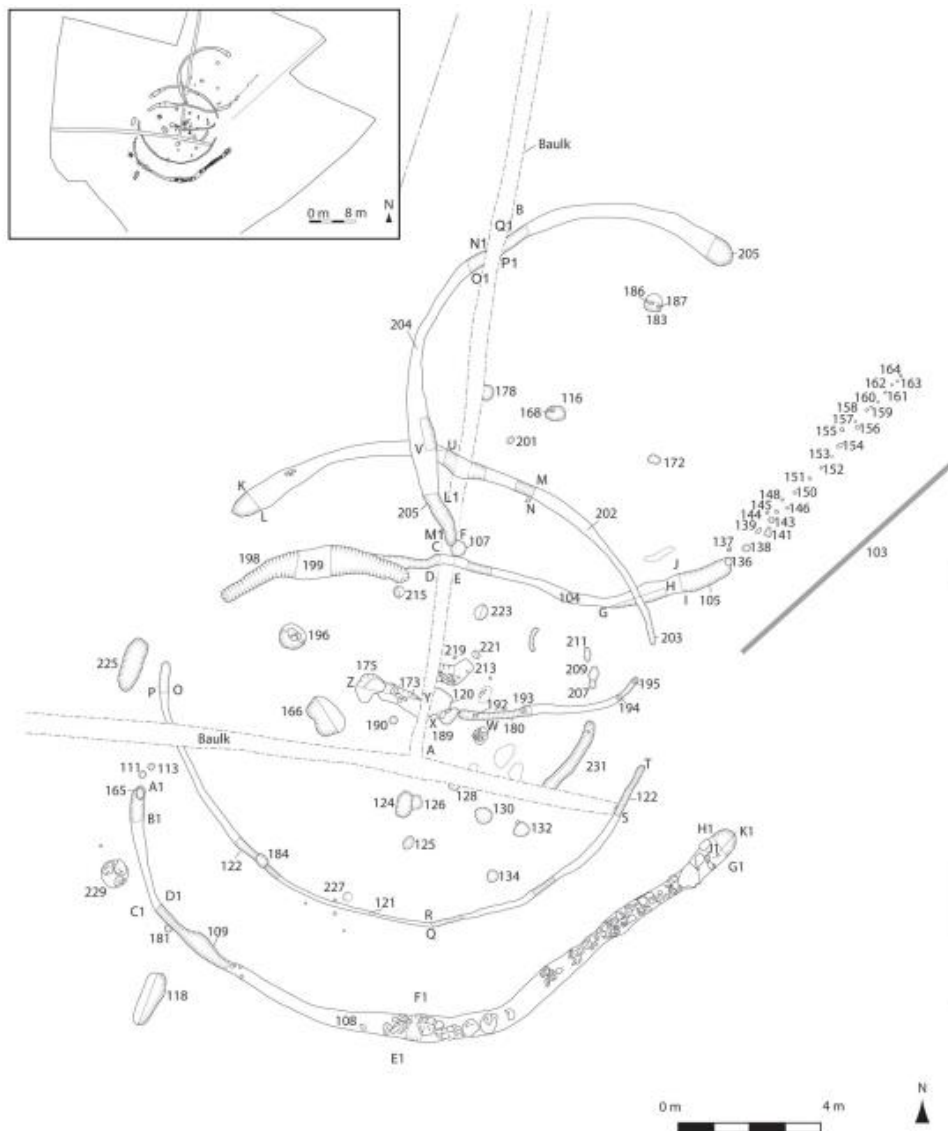 N
0 m 8 m
Baulk
B
Q1
N1
P1
O1
205
186
187
183
204
164
162
163
160
161
178
116
158
159
168
157
155
156
201
154
V
U
153
172
152
K
M
151
L1
N
150
L
148
205
202
145
146
144
143
139
141
M1
F
C
107
137
138
103
198
199
J
136
D
E
H
215
104
G
I
105
223
196
203
219
221
211
225
213
175
209
Z
173
Y
120
207
195
P
O
192
193
166
190
X
194
189
W
180
Baulk
A
231
T
111
113
128
122
165
A1
124
126
130
S
B1
132
125
H1
K1
122
184
J1
134
G1
229
227
121
R
D1
C1
Q
181
109
118
F1
108
E1
0 m 4 m
N